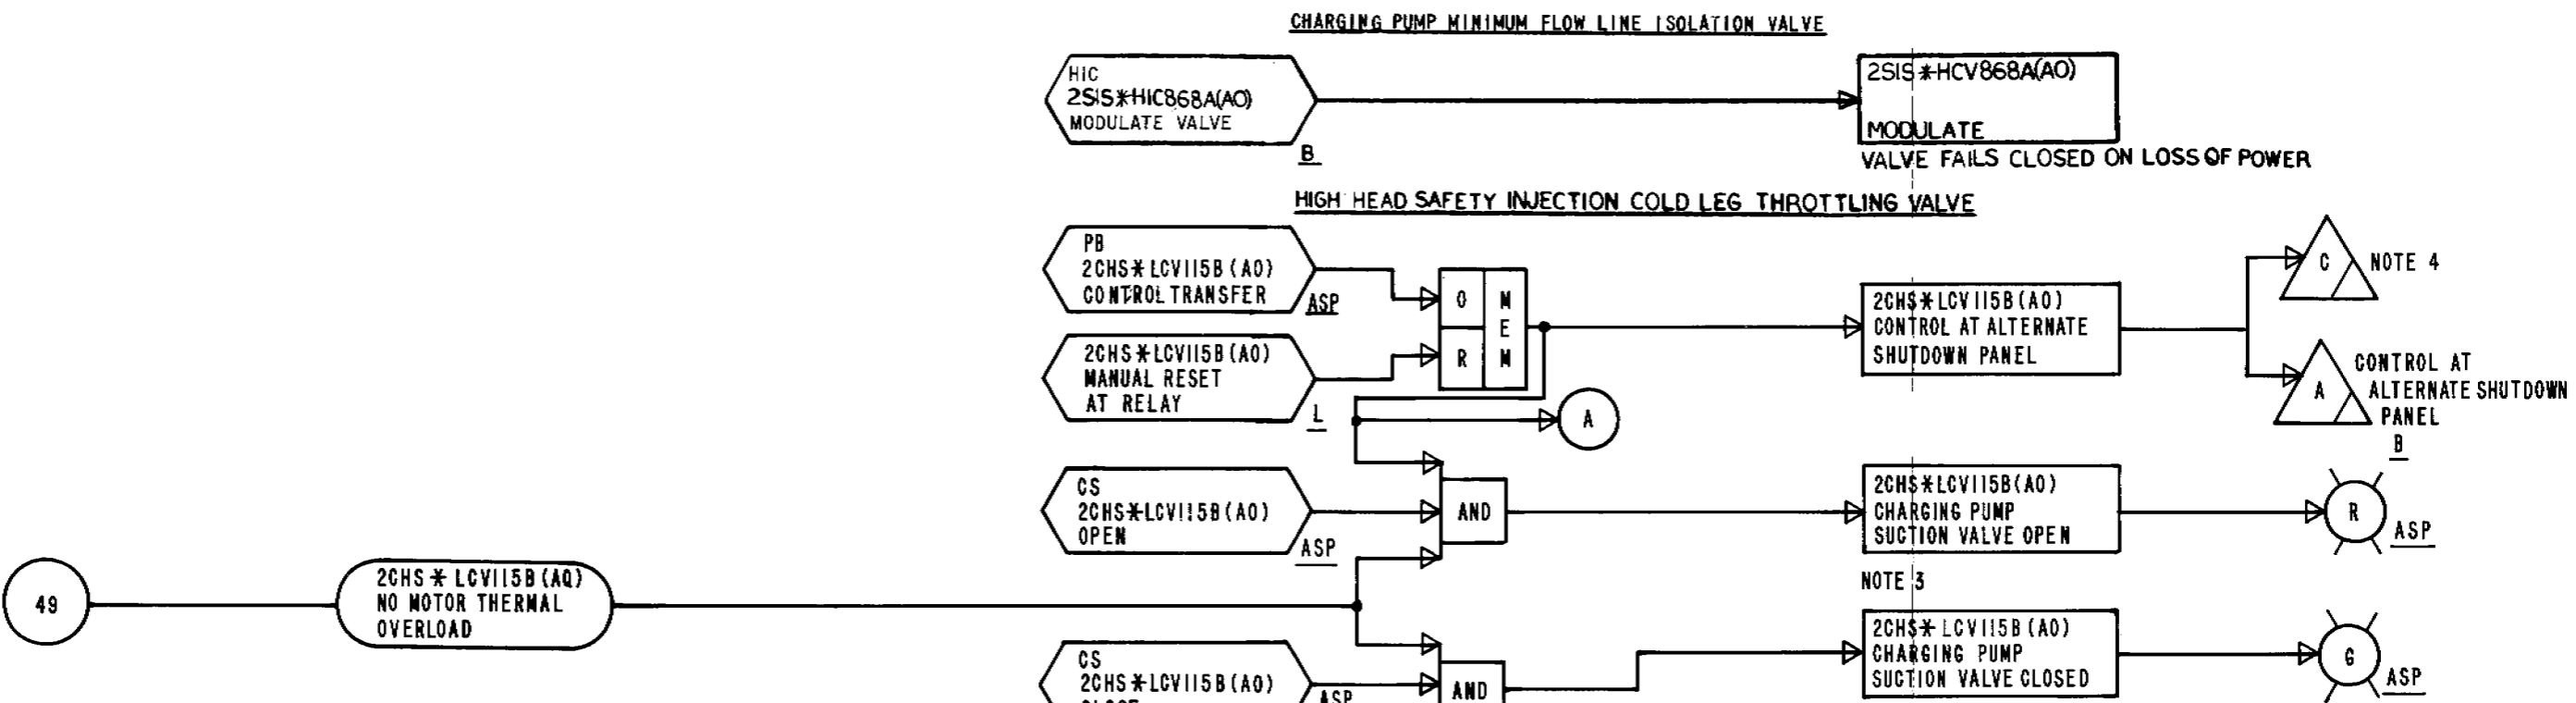 CHARGING PUMP MINIMUM FLOW LINE ISOLATION VALVE
HIC
2SIS*HIC868A(AO)
MODULATE VALVE
B
2SIS*HCV868A(AO)
MODULATE
VALVE FAILS CLOSED ON LOSS OF POWER
HIGH HEAD SAFETY INJECTION COLD LEG THROTTLING VALVE
PB
2CHS*LCV115B(AO)
CONTROL TRANSFER
ASP
2CHS*LCV115B(AO)
MANUAL RESET
AT RELAY
L
O
R
M
E
M
A
2CHS*LCV115B(AO)
CONTROL AT ALTERNATE
SHUTDOWN PANEL
C
NOTE 4
A
CONTROL AT
ALTERNATE SHUTDOWN
PANEL
B
CS
2CHS*LCV115B(AO)
OPEN
ASP
AND
2CHS*LCV115B(AO)
CHARGING PUMP
SUCTION VALVE OPEN
R
ASP
NOTE 3
49
2CHS*LCV115B(AO)
NO MOTOR THERMAL
OVERLOAD
CS
2CHS*LCV115B(AO)
ASP
AND
2CHS*LCV115B(AO)
CHARGING PUMP
SUCTION VALVE CLOSED
G
ASP